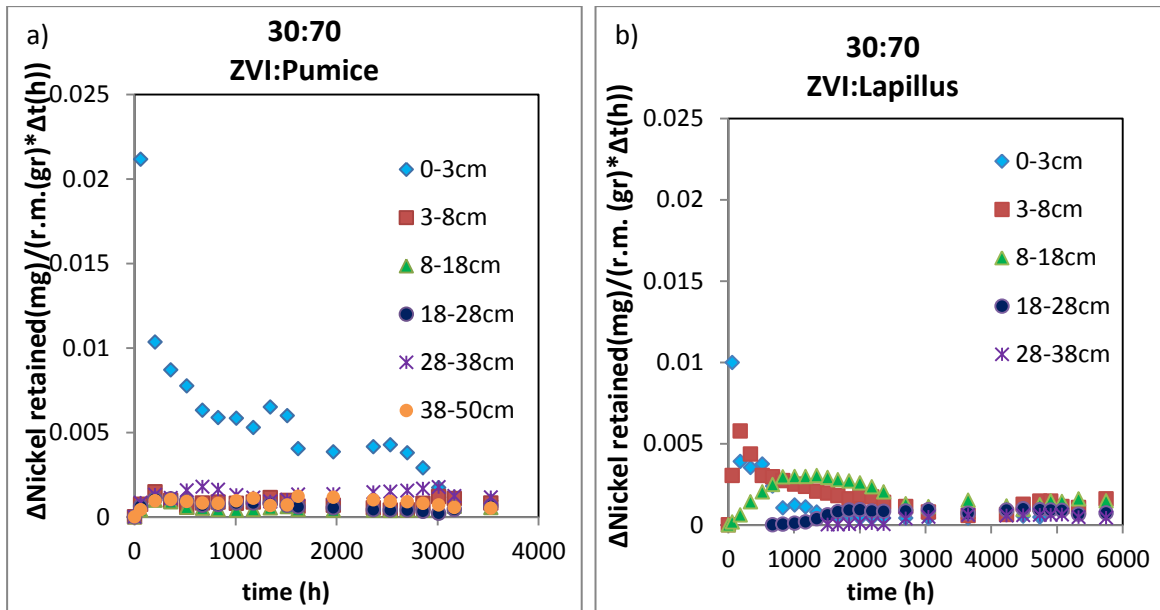 a)
30:70
ZVI:Pumice
ΔNickel retained(mg)/(r.m.(gr)*Δt(h))
0.025
0.02
0.015
0.01
0.005
0
0
1000
2000
3000
4000
time (h)
0-3cm
3-8cm
8-18cm
18-28cm
28-38cm
38-50cm
b)
30:70
ZVI:Lapillus
ΔNickel retained(mg)/(r.m. (gr)*Δt(h))
0.025
0.02
0.015
0.01
0.005
0
0
1000
2000
3000
4000
5000
6000
time (h)
0-3cm
3-8cm
8-18cm
18-28cm
28-38cm